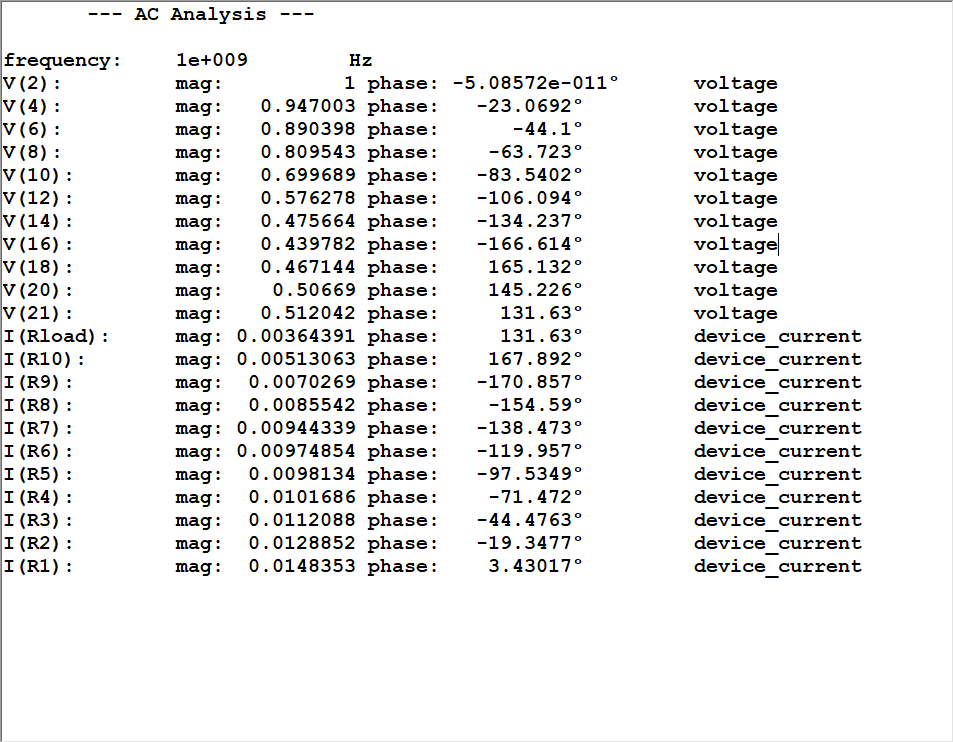 --- AC Analysis ---
frequency: 1e+009 Hz
V(2): mag: 1 phase: -5.08572e-011° voltage
V(4): mag: 0.947003 phase: -23.0692° voltage
V(6): mag: 0.890398 phase: -44.1° voltage
V(8): mag: 0.809543 phase: -63.723° voltage
V(10): mag: 0.699689 phase: -83.5402° voltage
V(12): mag: 0.576278 phase: -106.094° voltage
V(14): mag: 0.475664 phase: -134.237° voltage
V(16): mag: 0.439782 phase: -166.614° voltage
V(18): mag: 0.467144 phase: 165.132° voltage
V(20): mag: 0.50669 phase: 145.226° voltage
V(21): mag: 0.512042 phase: 131.63° voltage
I(Rload): mag: 0.00364391 phase: 131.63° device_current
I(R10): mag: 0.00513063 phase: 167.892° device_current
I(R9): mag: 0.0070269 phase: -170.857° device_current
I(R8): mag: 0.0085542 phase: -154.59° device_current
I(R7): mag: 0.00944339 phase: -138.473° device_current
I(R6): mag: 0.00974854 phase: -119.957° device_current
I(R5): mag: 0.0098134 phase: -97.5349° device_current
I(R4): mag: 0.0101686 phase: -71.472° device_current
I(R3): mag: 0.0112088 phase: -44.4763° device_current
I(R2): mag: 0.0128852 phase: -19.3477° device_current
I(R1): mag: 0.0148353 phase: 3.43017° device_current